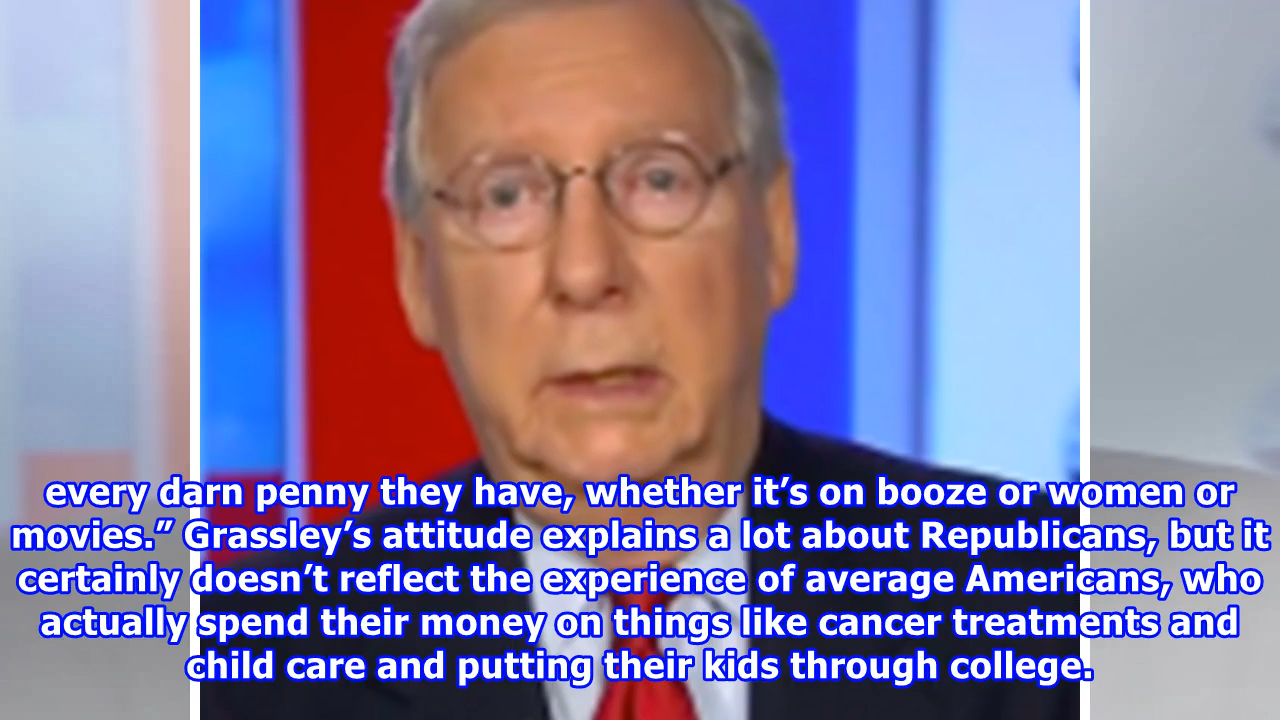 every darn penny they have, whether it’s on booze or women or
movies.” Grassley’s attitude explains a lot about Republicans, but it
certainly doesn’t reflect the experience of average Americans, who
actually spend their money on things like cancer treatments and
child care and putting their kids through college.